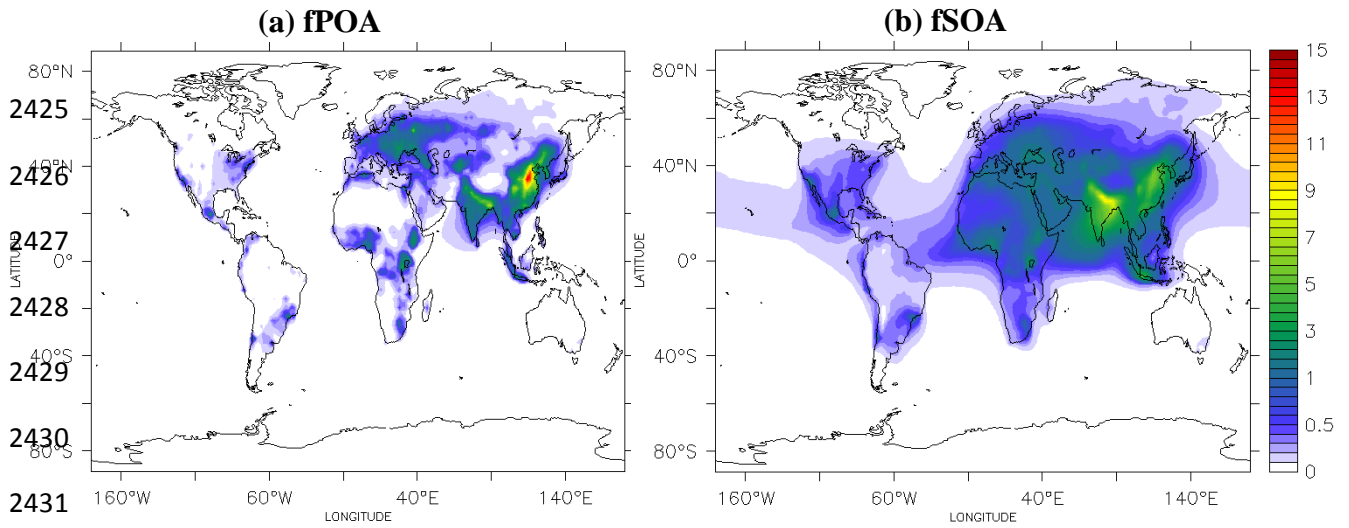 (a) fPOA
(b) fSOA
80°N
40°N
0°
40°S
80°S
LATITUDE
160°W 60°W 40°E 140°E
LONGITUDE
80°N
40°N
0°
40°S
80°S
LATITUDE
160°W 60°W 40°E 140°E
LONGITUDE
15
13
11
9
7
5
3
1
0.5
0
2425
2426
2427
2428
2429
2430
2431